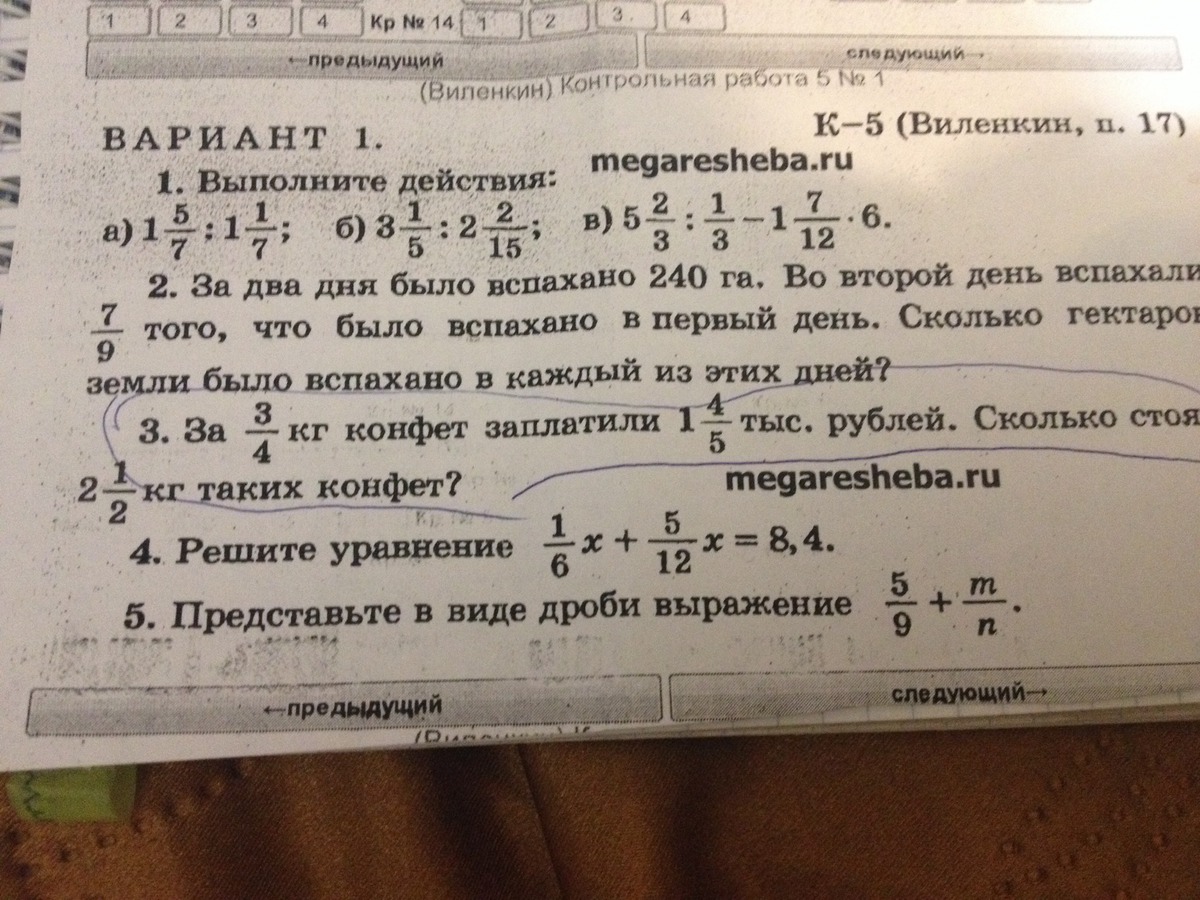 1 2 3 4 Кр № 14 1 2 3 4
←предыдущий следующий→
(Виленкин) Контрольная работа 5 № 1
ВАРИАНТ 1. К–5 (Виленкин, п. 17)
megaresheba.ru
1. Выполните действия:
а) 1 5/7 : 1 1/7; б) 3 1/5 : 2 2/15; в) 5 2/3 : 1/3 – 1 7/12 · 6.
2. За два дня было вспахано 240 га. Во второй день вспахали
7/9 того, что было вспахано в первый день. Сколько гектаров
земли было вспахано в каждый из этих дней?
3. За 3/4 кг конфет заплатили 1 4/5 тыс. рублей. Сколько стоя
2 1/2 кг таких конфет?
megaresheba.ru
4. Решите уравнение 1/6 x + 5/12 x = 8,4.
5. Представьте в виде дроби выражение 5/9 + m/n.
←предыдущий следующий→